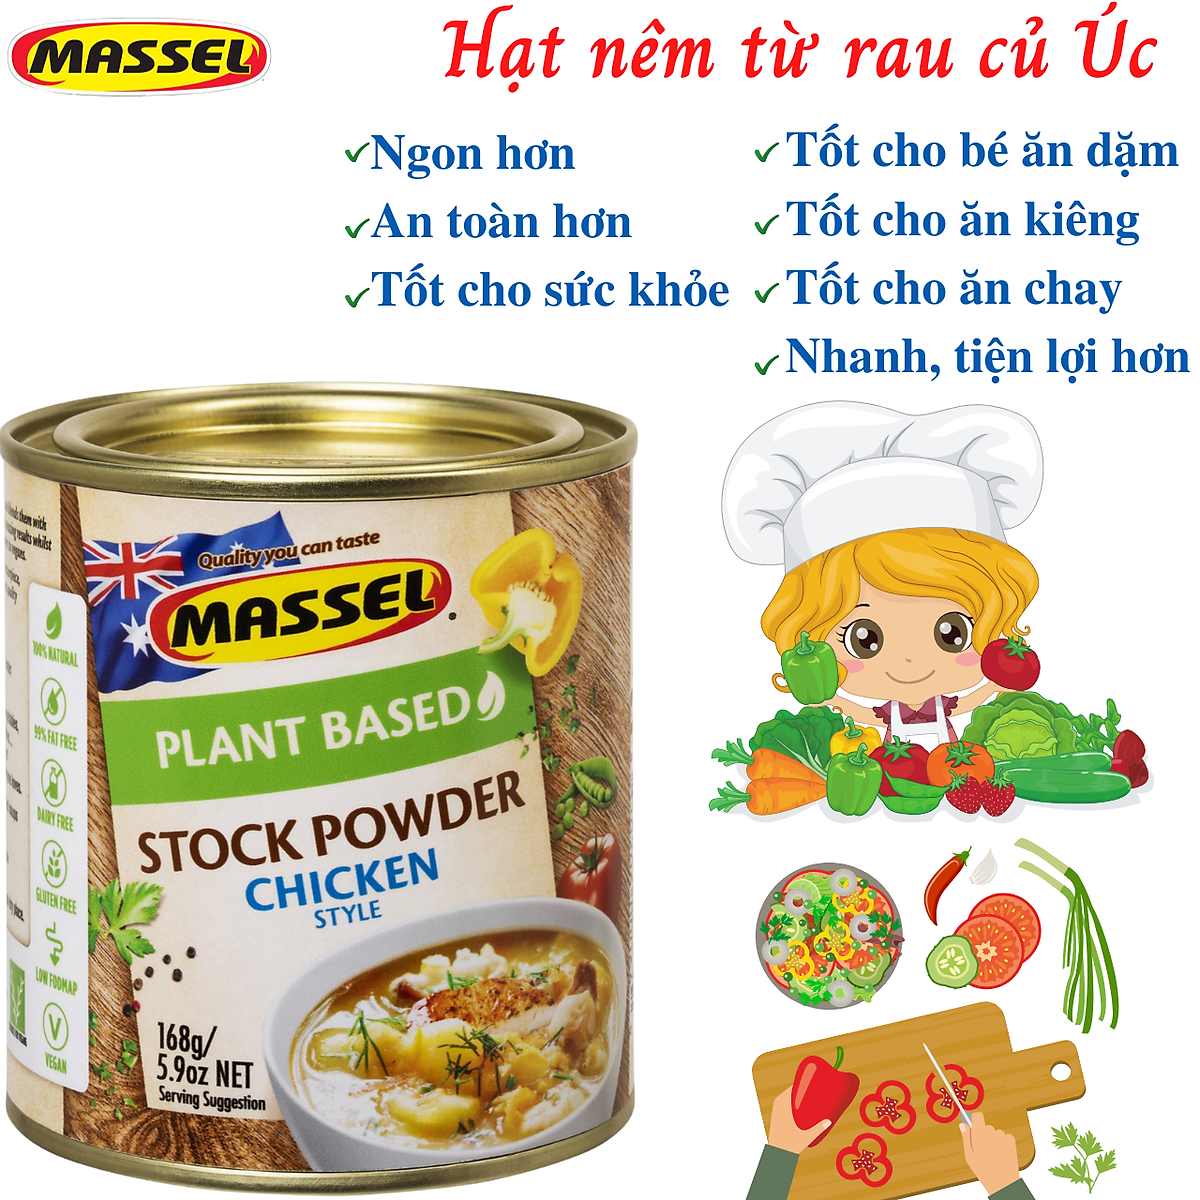 MASSEL
Hạt nêm từ rau củ Úc
Ngon hơn
An toàn hơn
Tốt cho sức khỏe
Tốt cho bé ăn dặm
Tốt cho ăn kiêng
Tốt cho ăn chay
Nhanh, tiện lợi hơn
Quality you can taste
MASSEL
PLANT BASED
STOCK POWDER
CHICKEN
STYLE
168g/
5.9oz NET
Serving Suggestion
100% NATURAL
99% FAT FREE
DAIRY FREE
GLUTEN FREE
LOW FODMAP
V
VEGAN